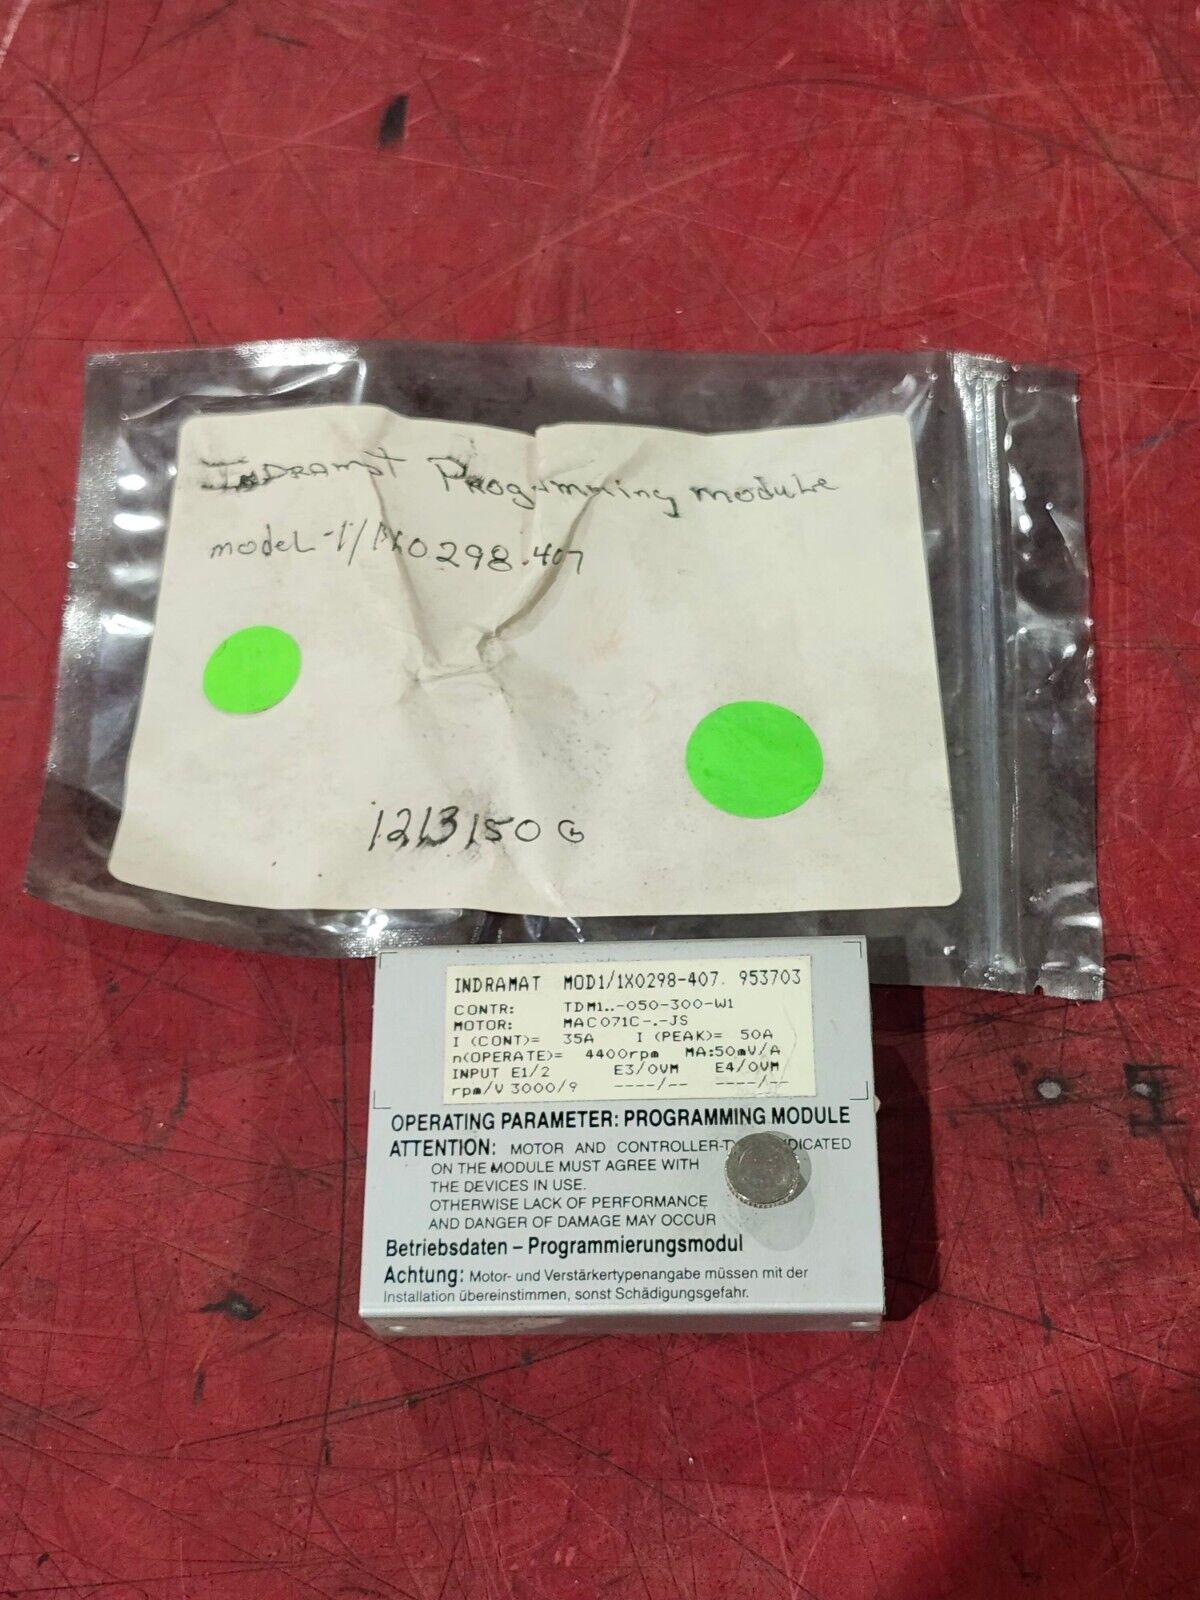 INDRAMAT Programming module
model-1/1X0298.407
1213150G
INDRAMAT MOD1/1X0298-407. 953703
CONTR: TDM1..-050-300-W1
MOTOR: MAC071C-.-JS
I (CONT)= 35A I (PEAK)= 50A
n(OPERATE)= 4400rpm MA:50mV/A
INPUT E1/2 E3/0VM E4/0VM
rpm/V 3000/9 ----/-- ----/--
OPERATING PARAMETER: PROGRAMMING MODULE
ATTENTION: MOTOR AND CONTROLLER-T DICATED
ON THE MODULE MUST AGREE WITH
THE DEVICES IN USE.
OTHERWISE LACK OF PERFORMANCE
AND DANGER OF DAMAGE MAY OCCUR
Betriebsdaten – Programmierungsmodul
Achtung: Motor- und Verstärkertypenangabe müssen mit der
Installation übereinstimmen, sonst Schädigungsgefahr.